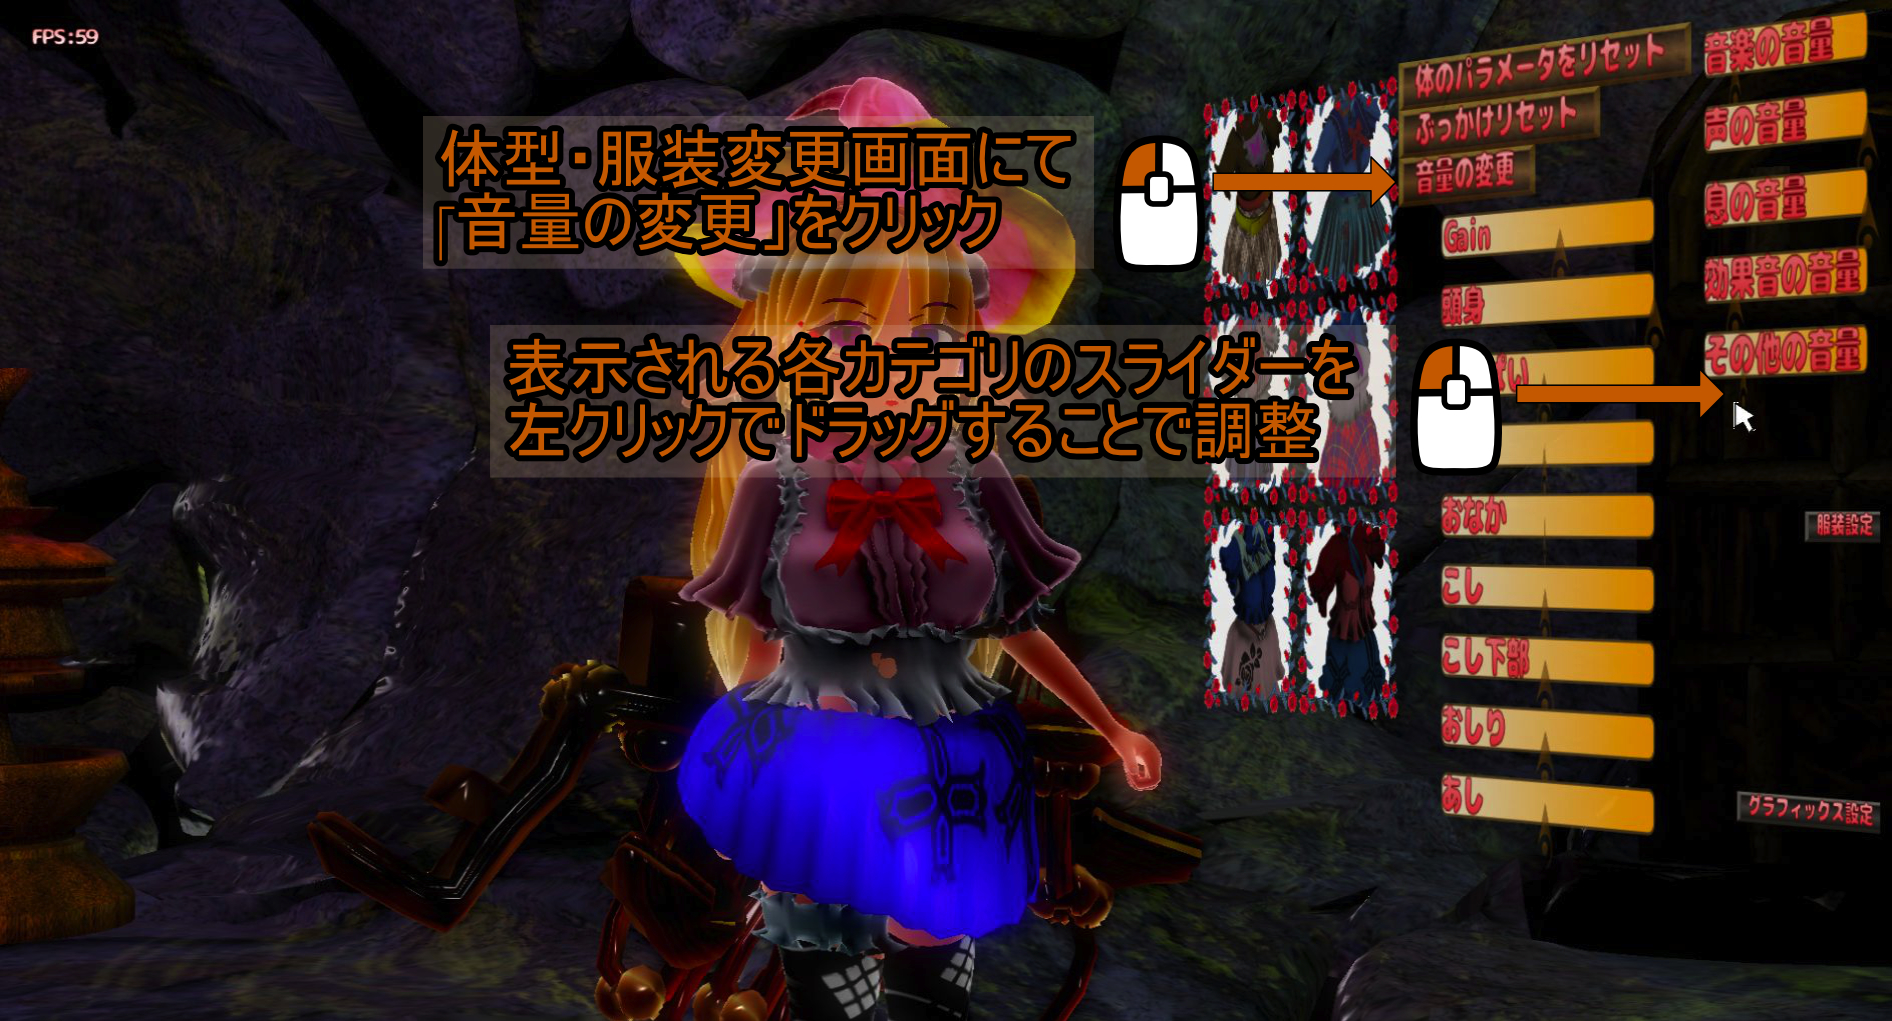 FPS:59
体型・服装変更画面にて
「音量の変更」をクリック
表示される各カテゴリのスライダーを
左クリックでドラッグすることで調整
体のパラメータをリセット
ぶっかけリセット
音量の変更
Gain
頭身
おなか
こし
こし下部
おしり
あし
音楽の音量
声の音量
息の音量
効果音の音量
その他の音量
服装設定
グラフィックス設定